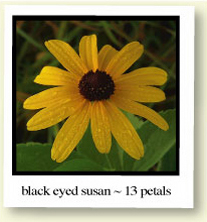 black eyed susan ~ 13 petals